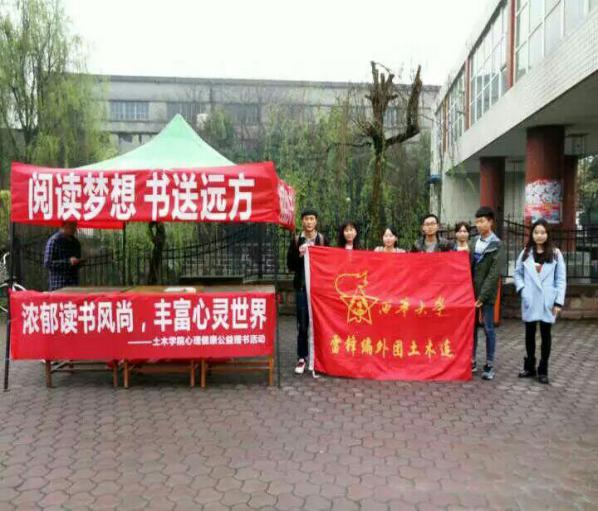 阅读梦想 书送远方
浓郁读书风尚，丰富心灵世界
——土木学院心理健康公益图书活动
西华大学
雷锋编外团土木连